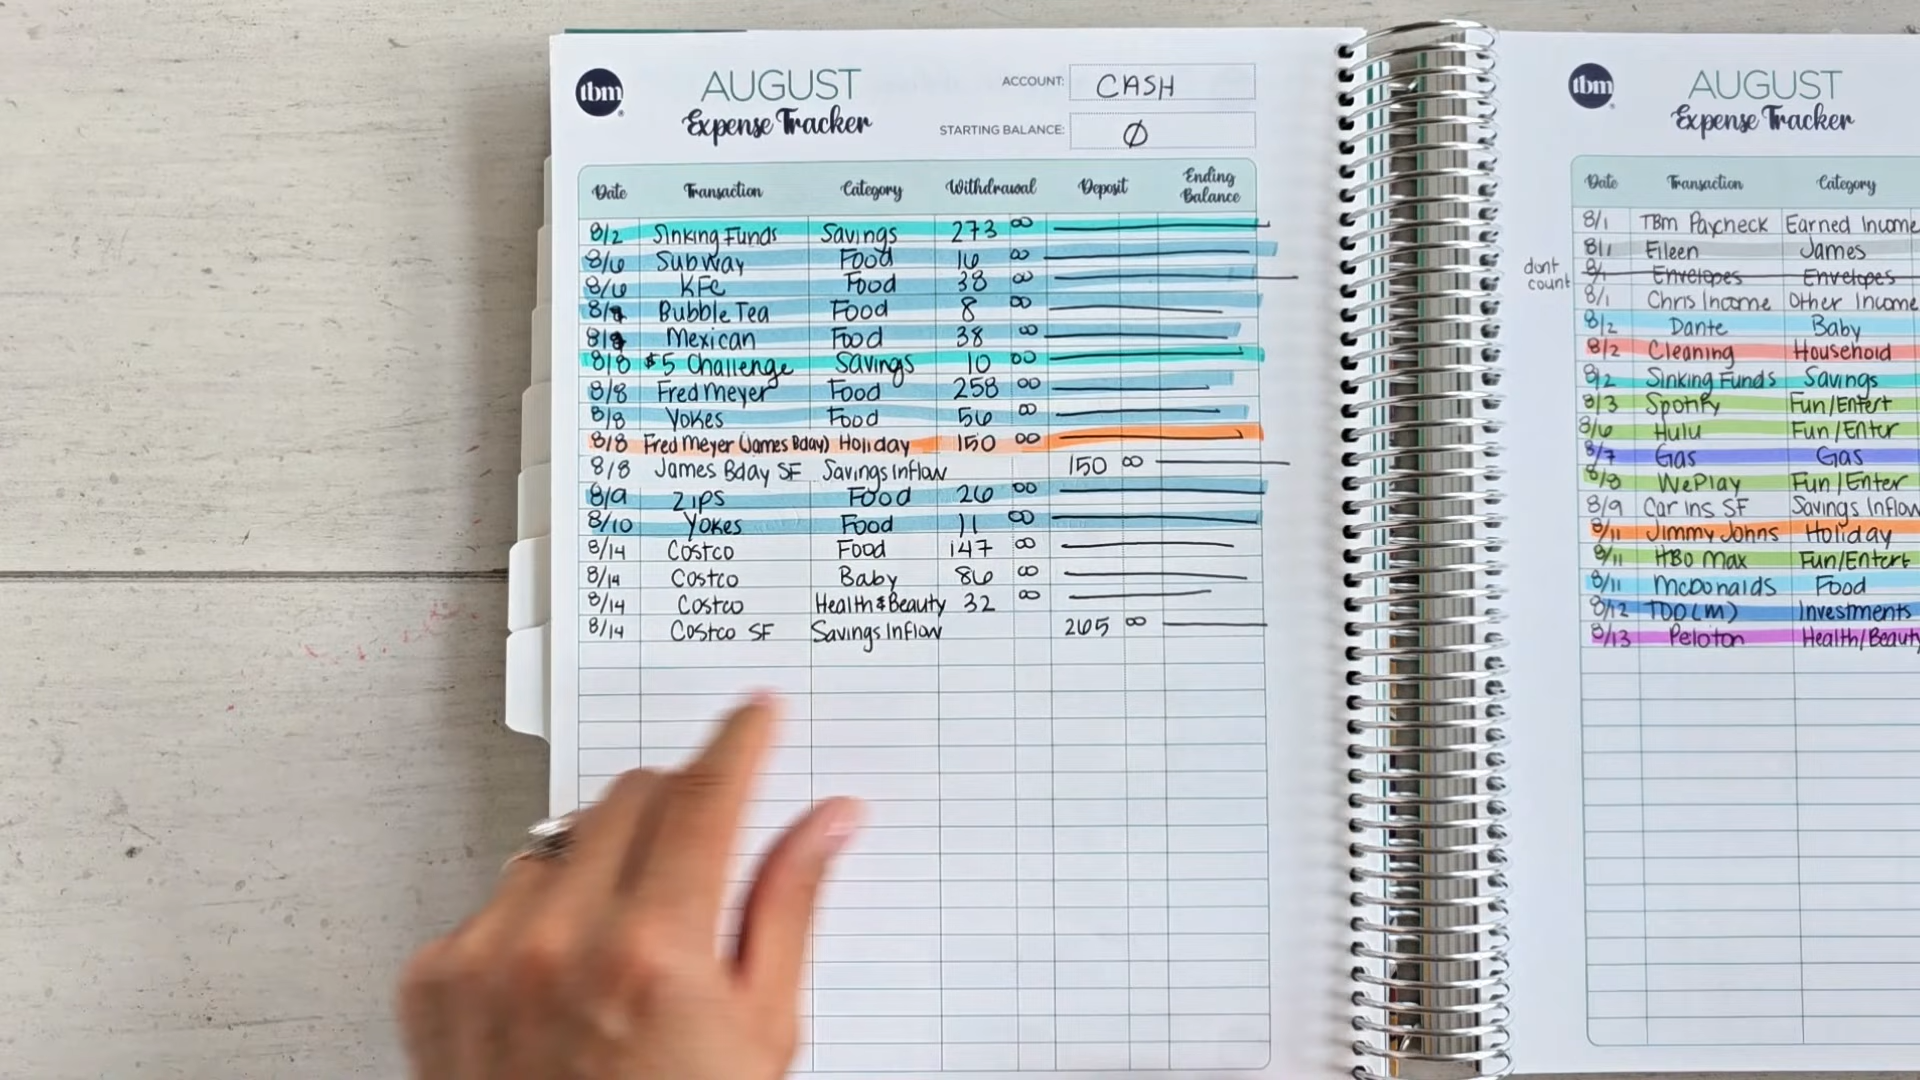 tbm
AUGUST
Expense Tracker
ACCOUNT: CASH
STARTING BALANCE: Ø
Date Transaction Category Withdrawal Deposit Ending Balance
8/2 Sinking Funds Savings 273 00
8/6 Subway Food 16 00
8/6 KFC Food 38 00
Bubble Tea Food 8 00
Mexican Food 38 00
8/8 $5 Challenge Savings 10 00
8/8 Fred Meyer Food 258 00
8/8 Yokes Food 56 00
8/8 Fred Meyer (James Bday) Holiday 150 00
8/8 James Bday SF Savings Inflow 150 00
8/9 Zips Food 26 00
8/10 Yokes Food 11 00
8/14 Costco Food 147 00
8/14 Costco Baby 86 00
8/14 Costco Health & Beauty 32 00
8/14 Costco SF Savings Inflow 265 00
tbm
AUGUST
Expense Tracker
Date Transaction Category
8/1 TBM Paycheck Earned Income
8/1 Eileen James
dont count
8/1 Envelopes Envelopes
8/1 Chris Income Other Income
8/2 Dante Baby
8/2 Cleaning Household
8/2 Sinking Funds Savings
8/3 Spotify Fun/Entert
8/6 Hulu Fun/Enter
8/7 Gas Gas
8/8 WePlay Fun/Enter
8/9 Car ins SF Savings Inflow
8/11 Jimmy Johns Holiday
8/11 HBO Max Fun/Entert
8/11 McDonalds Food
8/12 TDO(M) Investments
8/13 Peloton Health/Beauty